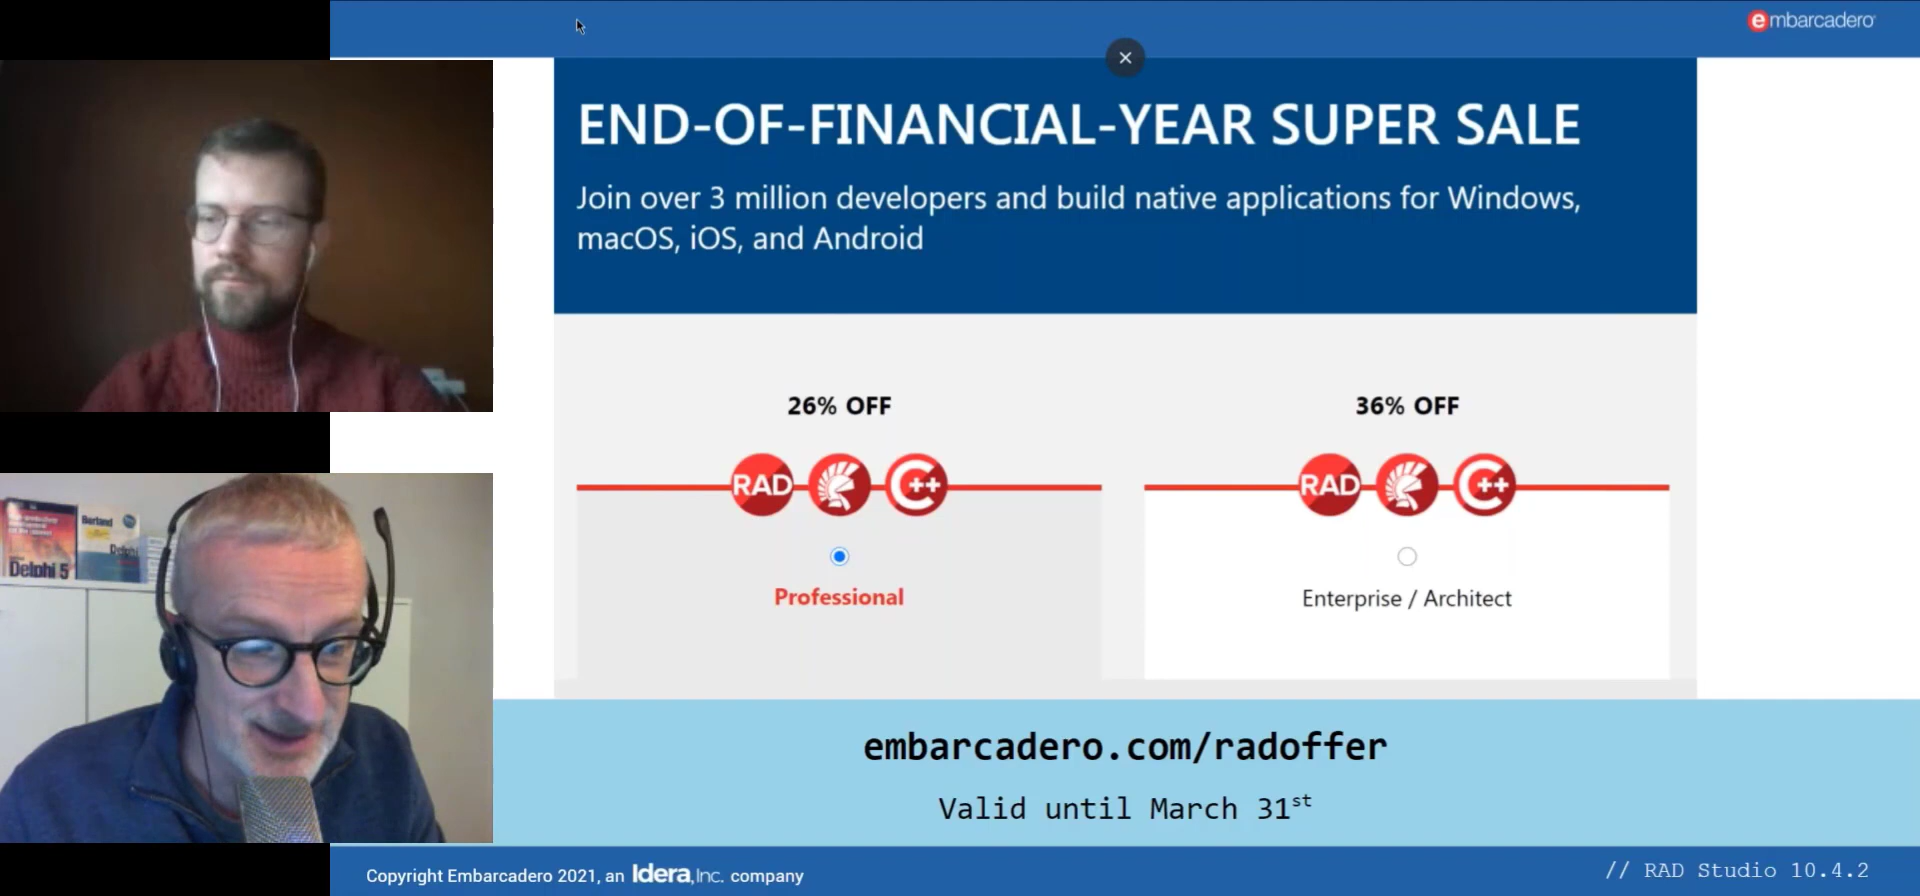 embarcadero
END-OF-FINANCIAL-YEAR SUPER SALE
Join over 3 million developers and build native applications for Windows,
macOS, iOS, and Android
26% OFF
36% OFF
RAD C++
RAD C++
Professional
Enterprise / Architect
Borland
Delphi
Delphi 5
embarcadero.com/radoffer
Valid until March 31st
Copyright Embarcadero 2021, an Idera, Inc. company
// RAD Studio 10.4.2